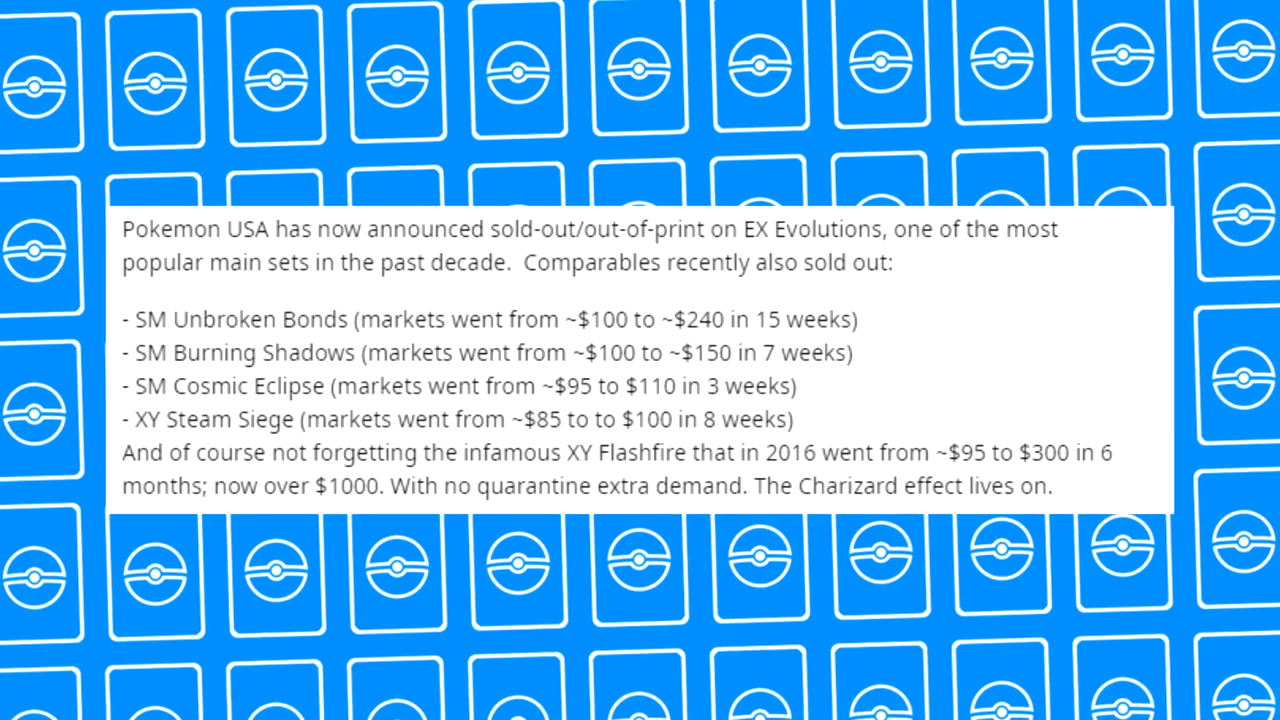 Pokemon USA has now announced sold-out/out-of-print on EX Evolutions, one of the most
popular main sets in the past decade.  Comparables recently also sold out:
- SM Unbroken Bonds (markets went from ~$100 to ~$240 in 15 weeks)
- SM Burning Shadows (markets went from ~$100 to ~$150 in 7 weeks)
- SM Cosmic Eclipse (markets went from ~$95 to $110 in 3 weeks)
- XY Steam Siege (markets went from ~$85 to to $100 in 8 weeks)
And of course not forgetting the infamous XY Flashfire that in 2016 went from ~$95 to $300 in 6
months; now over $1000. With no quarantine extra demand. The Charizard effect lives on.